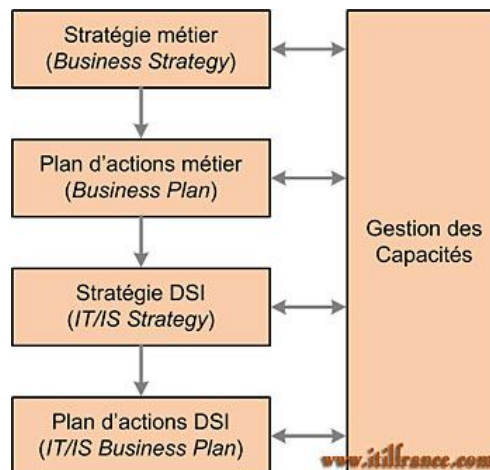 Stratégie métier
(Business Strategy)
Plan d'actions métier
(Business Plan)
Stratégie DSI
(IT/IS Strategy)
Plan d'actions DSI
(IT/IS Business Plan)
Gestion des
Capacités
www.itilfrance.com